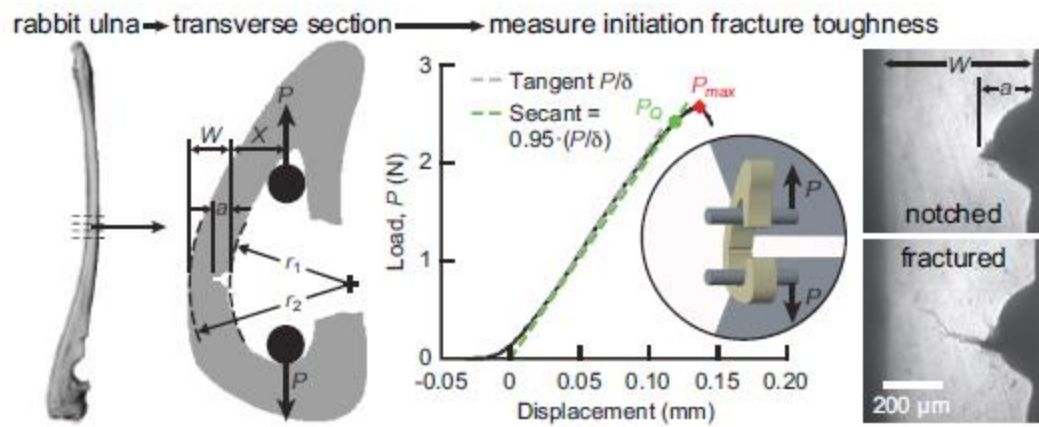 rabbit ulna → transverse section → measure initiation fracture toughness
P
W
X
a
r1
r2
P
Tangent P/δ
Secant =
0.95·(P/δ)
PQ
Pmax
P
P
Load, P (N)
3
2
1
0
-0.05
0
0.05
0.10
0.15
0.20
Displacement (mm)
W
a
notched
fractured
200 µm